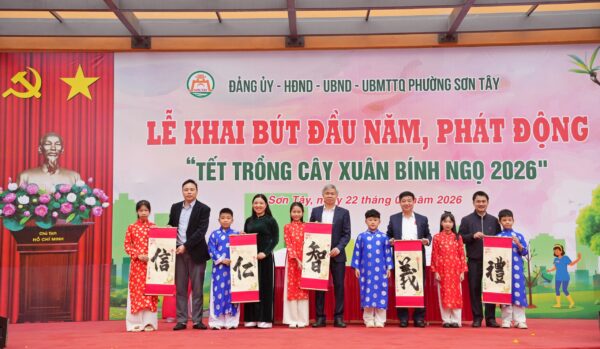 ĐẢNG ỦY - HĐND - UBND - UBMTTQ PHƯỜNG SƠN TÂY
LỄ KHAI BÚT ĐẦU NĂM, PHÁT ĐỘNG
"TẾT TRỒNG CÂY XUÂN BÍNH NGỌ 2026"
Sơn Tây, ngày 22 tháng năm 2026
Chủ tịch
HỒ CHÍ MINH
信
仁
智
義
禮